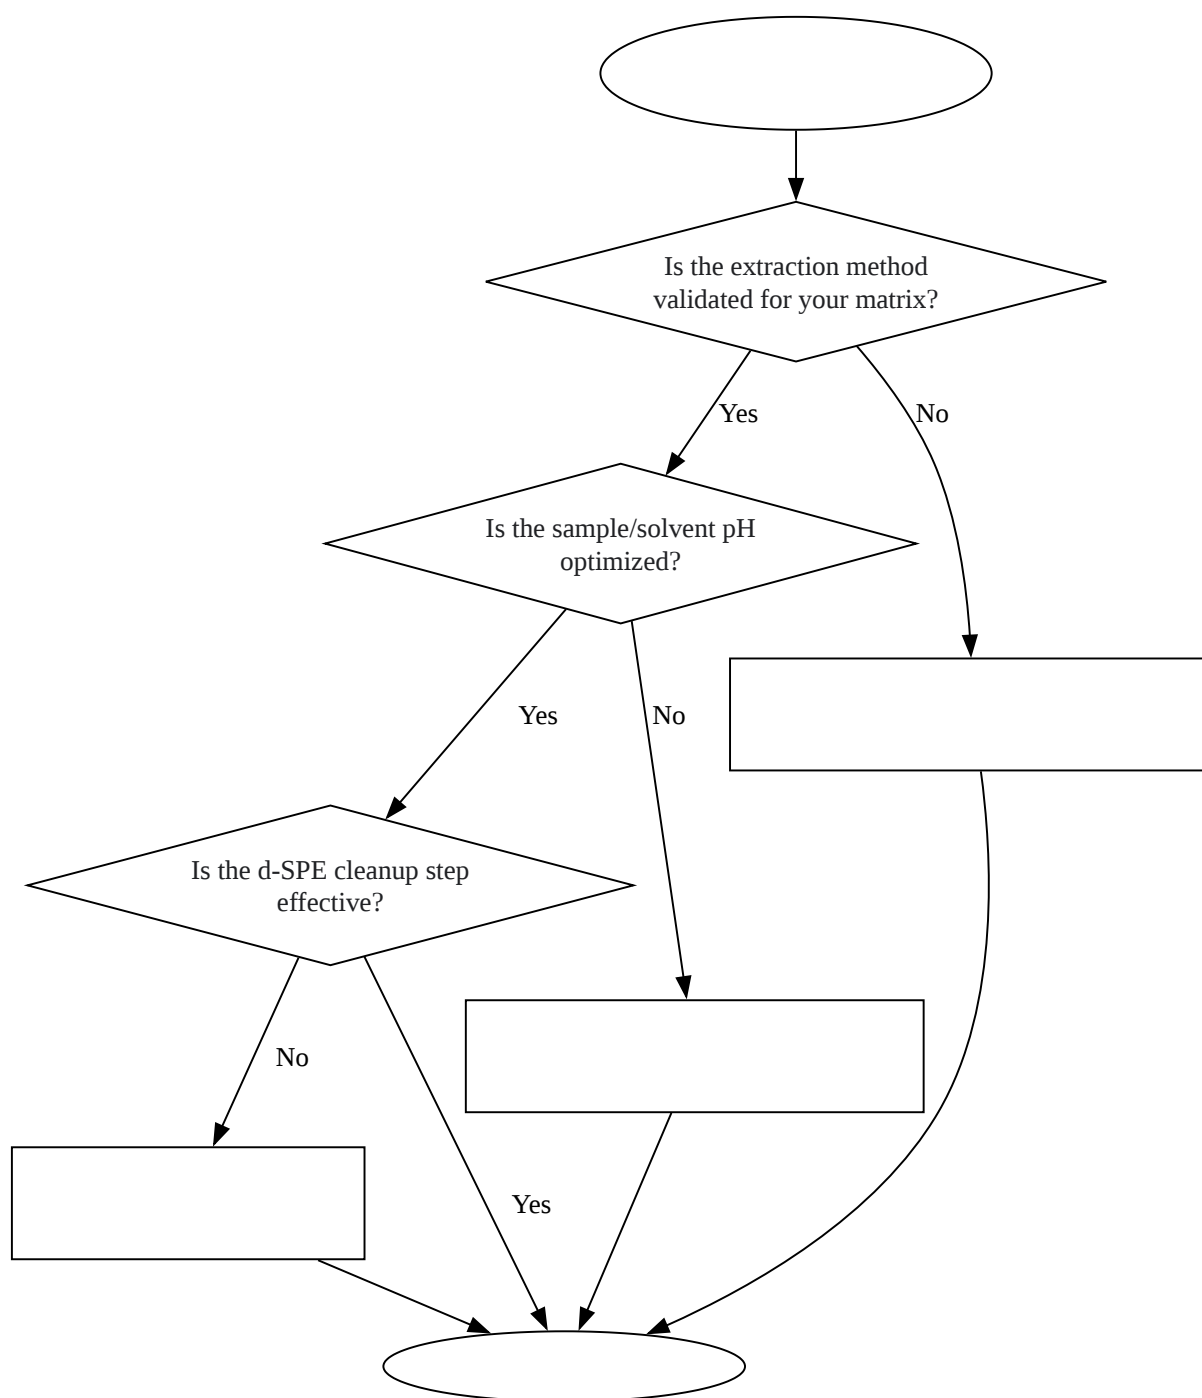 Is the extraction method
validated for your matrix?
Yes
No
Is the sample/solvent pH
optimized?
Yes
No
Is the d-SPE cleanup step
effective?
No
Yes